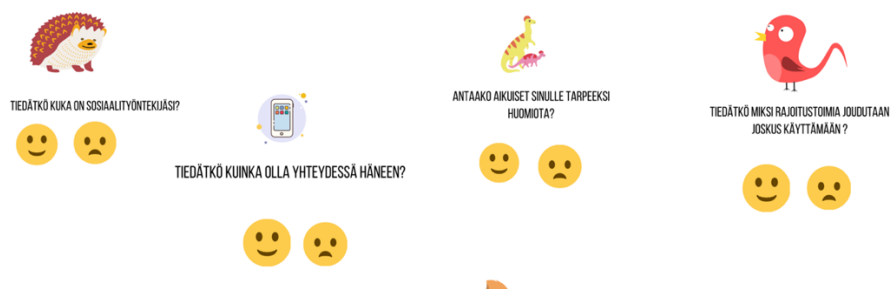 TIEDÄTKÖ KUKA ON SOSIAALITYÖNTEKIJÄSI?
TIEDÄTKÖ KUINKA OLLA YHTEYDESSÄ HÄNEEN?
ANTAAKO AIKUISET SINULLE TARPEEKSI
HUOMIOTA?
TIEDÄTKÖ MIKSI RAJOITUSTOIMIA JOUDUTAAN
JOSKUS KÄYTTÄMÄÄN ?